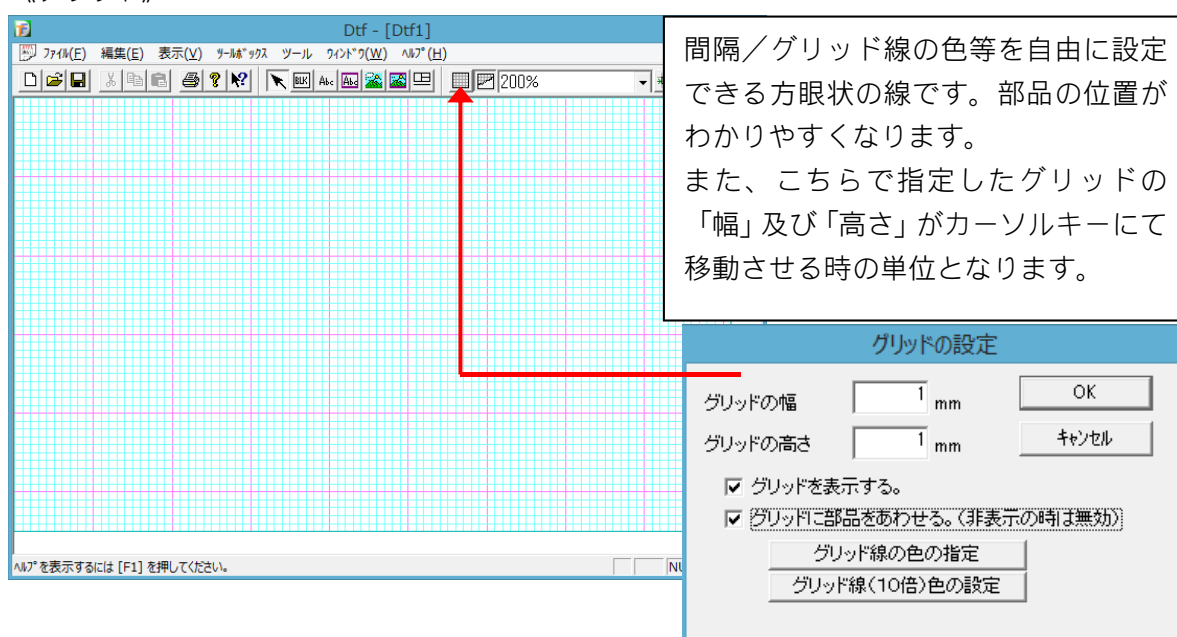 Dtf - [Dtf1]
ﾌｧｲﾙ(F) 編集(E) 表示(V) ﾂｰﾙﾎﾞｯｸｽ ツール ｳｨﾝﾄﾞｳ(W) ﾍﾙﾌﾟ(H)
BLK Abc Abc 200%
間隔／グリッド線の色等を自由に設定
できる方眼状の線です。部品の位置が
わかりやすくなります。
また、こちらで指定したグリッドの
「幅」及び「高さ」がカーソルキーにて
移動させる時の単位となります。
グリッドの設定
グリッドの幅 1 mm OK
グリッドの高さ 1 mm キャンセル
グリッドを表示する。
グリッドに部品をあわせる。(非表示の時は無効)
グリッド線の色の指定
グリッド線(10倍)色の設定
ﾍﾙﾌﾟを表示するには [F1] を押してください。